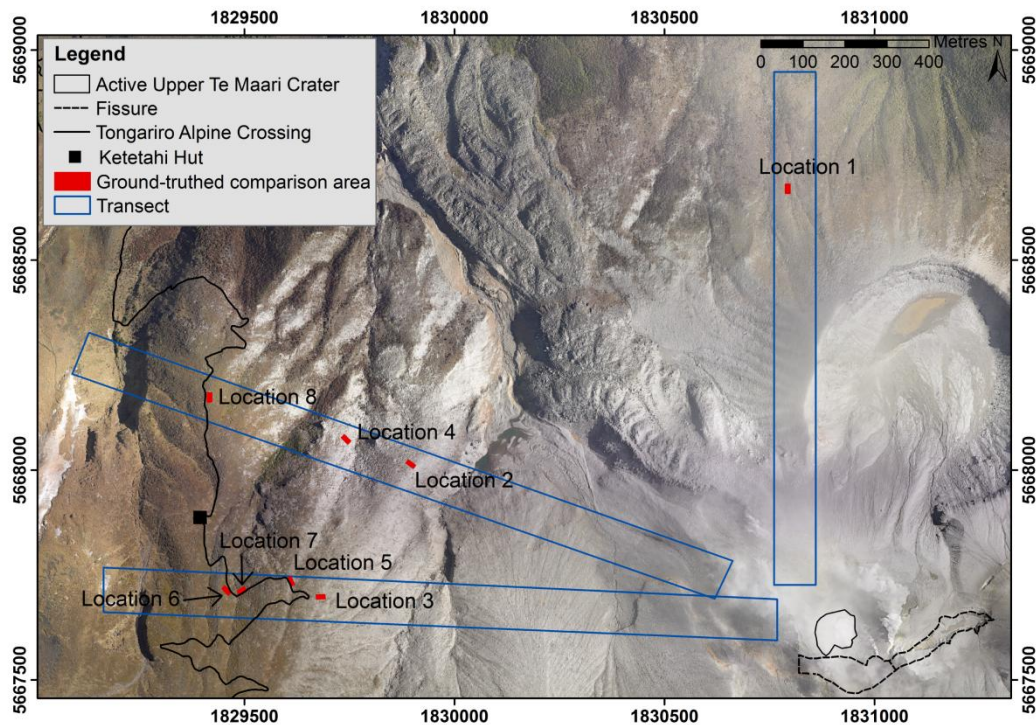 1829500 1830000 1830500 1831000
5669000
5668500
5668000
5667500
Legend
Active Upper Te Maari Crater
Fissure
Tongariro Alpine Crossing
Ketetahi Hut
Ground-truthed comparison area
Transect
Metres N
0 100 200 300 400
5669000
Location 1
5668500
Location 8
Location 4
Location 2
5668000
Location 7
Location 5
Location 6
Location 3
5667500
1829500 1830000 1830500 1831000